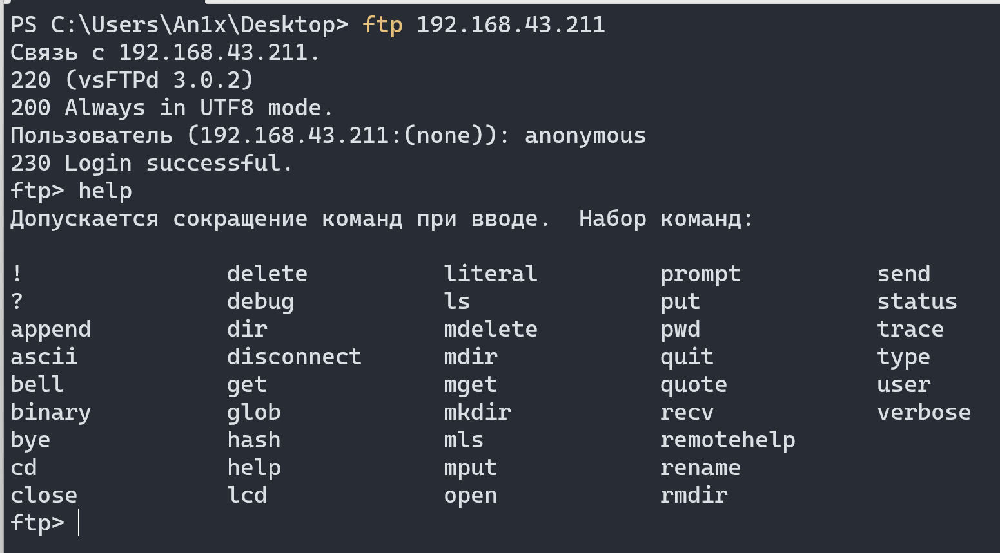 PS C:\Users\An1x\Desktop> ftp 192.168.43.211
Связь с 192.168.43.211.
220 (vsFTPd 3.0.2)
200 Always in UTF8 mode.
Пользователь (192.168.43.211:(none)): anonymous
230 Login successful.
ftp> help
Допускается сокращение команд при вводе.  Набор команд:
!               delete          literal         prompt          send
?               debug           ls              put             status
append          dir             mdelete         pwd             trace
ascii           disconnect      mdir            quit            type
bell            get             mget            quote           user
binary          glob            mkdir           recv            verbose
bye             hash            mls             remotehelp
cd              help            mput            rename
close           lcd             open            rmdir
ftp>